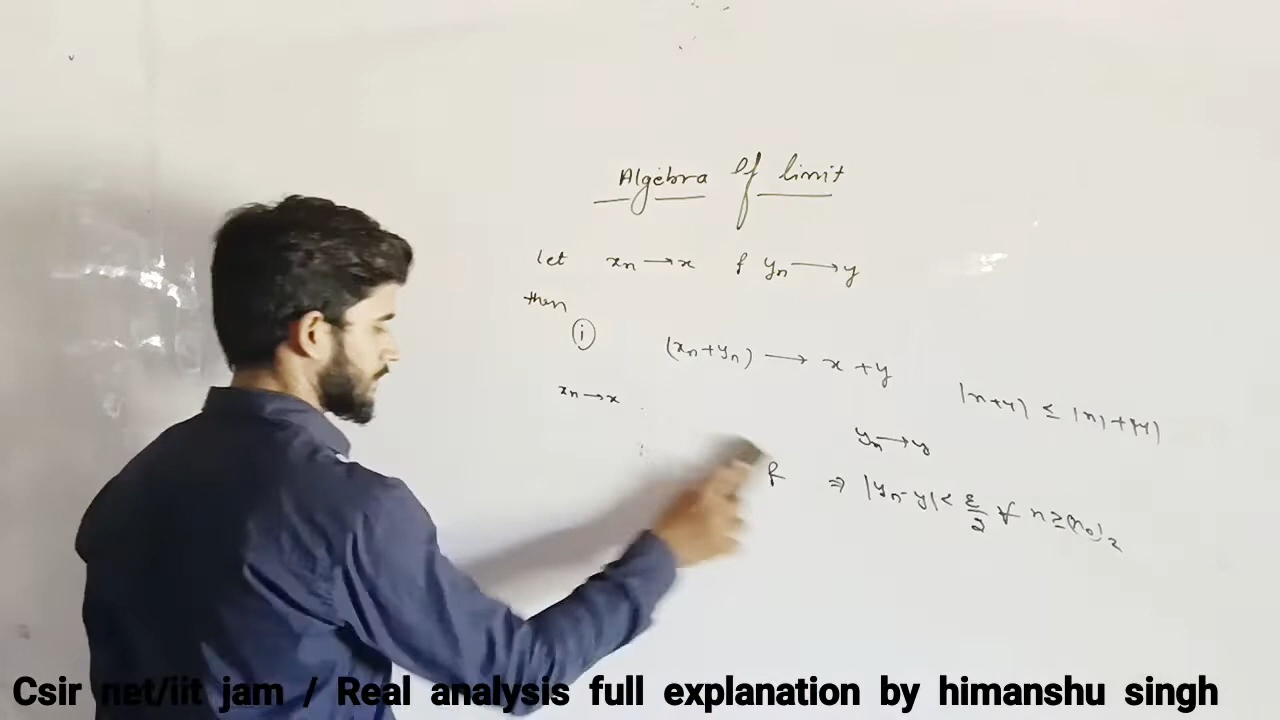 Algebra of limit
let xₙ → x & yₙ → y
then
(i) (xₙ+yₙ) → x + y
|x+y| ≤ |x|+|y|
xₙ → x
yₙ → y
& ⇒ |yₙ-y| < ε/2 ∀ n ≥ (n₀)₂
Csir net/iit jam / Real analysis full explanation by himanshu singh